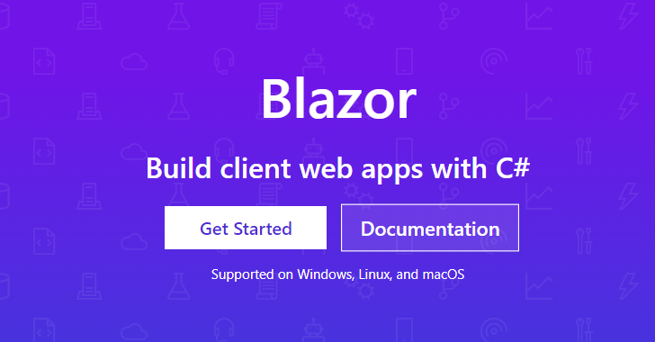 Blazor
Build client web apps with C#
Get Started
Documentation
Supported on Windows, Linux, and macOS